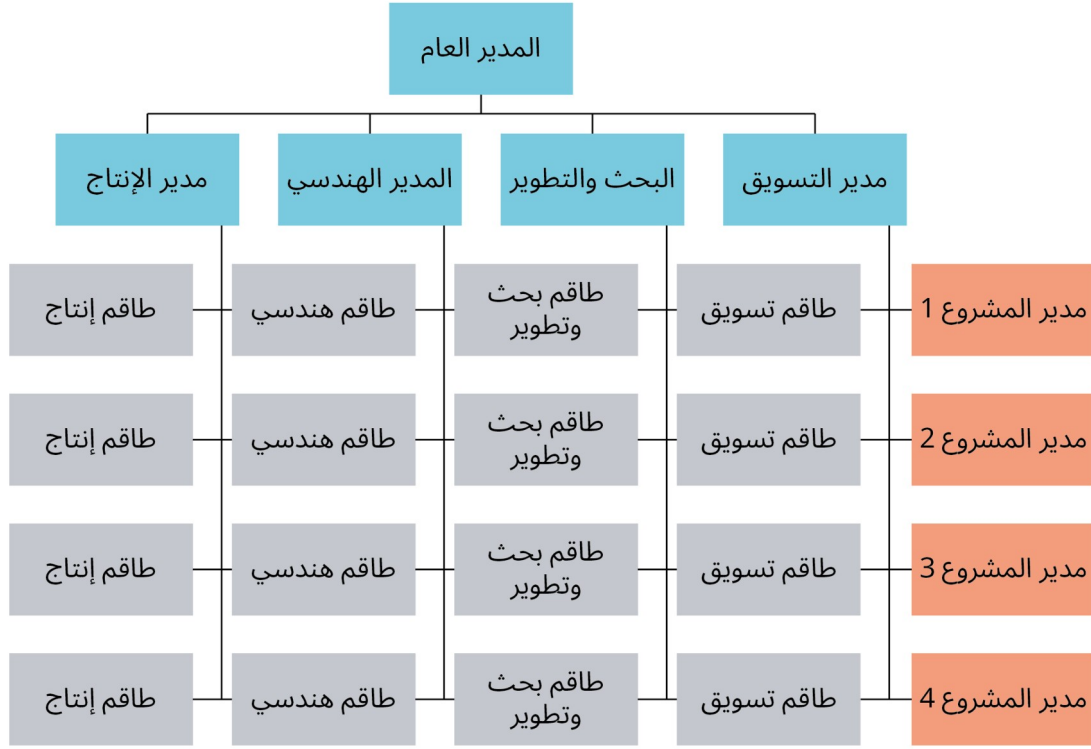 المدير العام
مدير التسويق
البحث والتطوير
المدير الهندسي
مدير الإنتاج
مدير المشروع 1
طاقم تسويق
طاقم بحث
وتطوير
طاقم هندسي
طاقم إنتاج
مدير المشروع 2
طاقم تسويق
طاقم بحث
وتطوير
طاقم هندسي
طاقم إنتاج
مدير المشروع 3
طاقم تسويق
طاقم بحث
وتطوير
طاقم هندسي
طاقم إنتاج
مدير المشروع 4
طاقم تسويق
طاقم بحث
وتطوير
طاقم هندسي
طاقم إنتاج